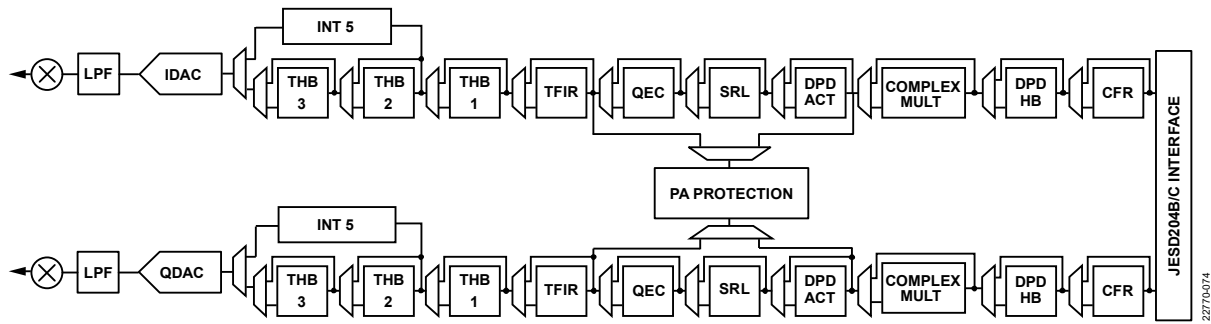 INT 5
LPF
IDAC
THB
3
THB
2
THB
1
TFIR
QEC
SRL
DPD
ACT
COMPLEX
MULT
DPD
HB
CFR
PA PROTECTION
JESD204B/C INTERFACE
INT 5
LPF
QDAC
THB
3
THB
2
THB
1
TFIR
QEC
SRL
DPD
ACT
COMPLEX
MULT
DPD
HB
CFR
22770-074